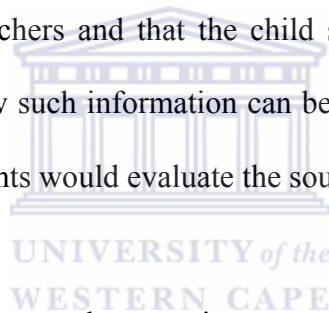 chers and that the child s
such information can be
nts would evaluate the sou
UNIVERSITY of the
WESTERN CAPE